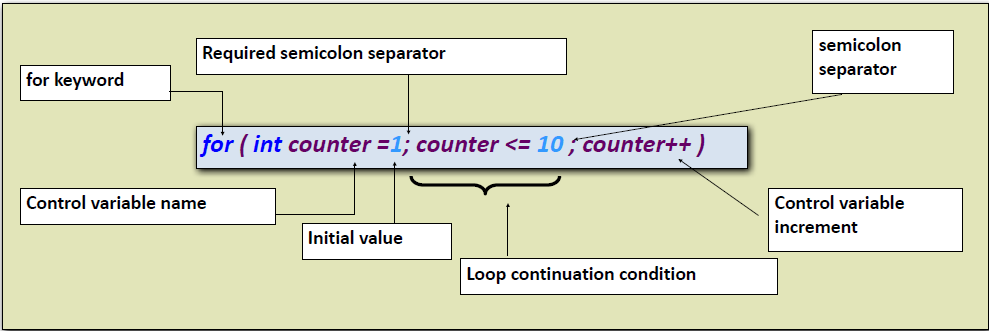 Required semicolon separator
semicolon
separator
for keyword
for ( int counter =1; counter <= 10 ; counter++ )
Control variable name
Initial value
Control variable
increment
Loop continuation condition